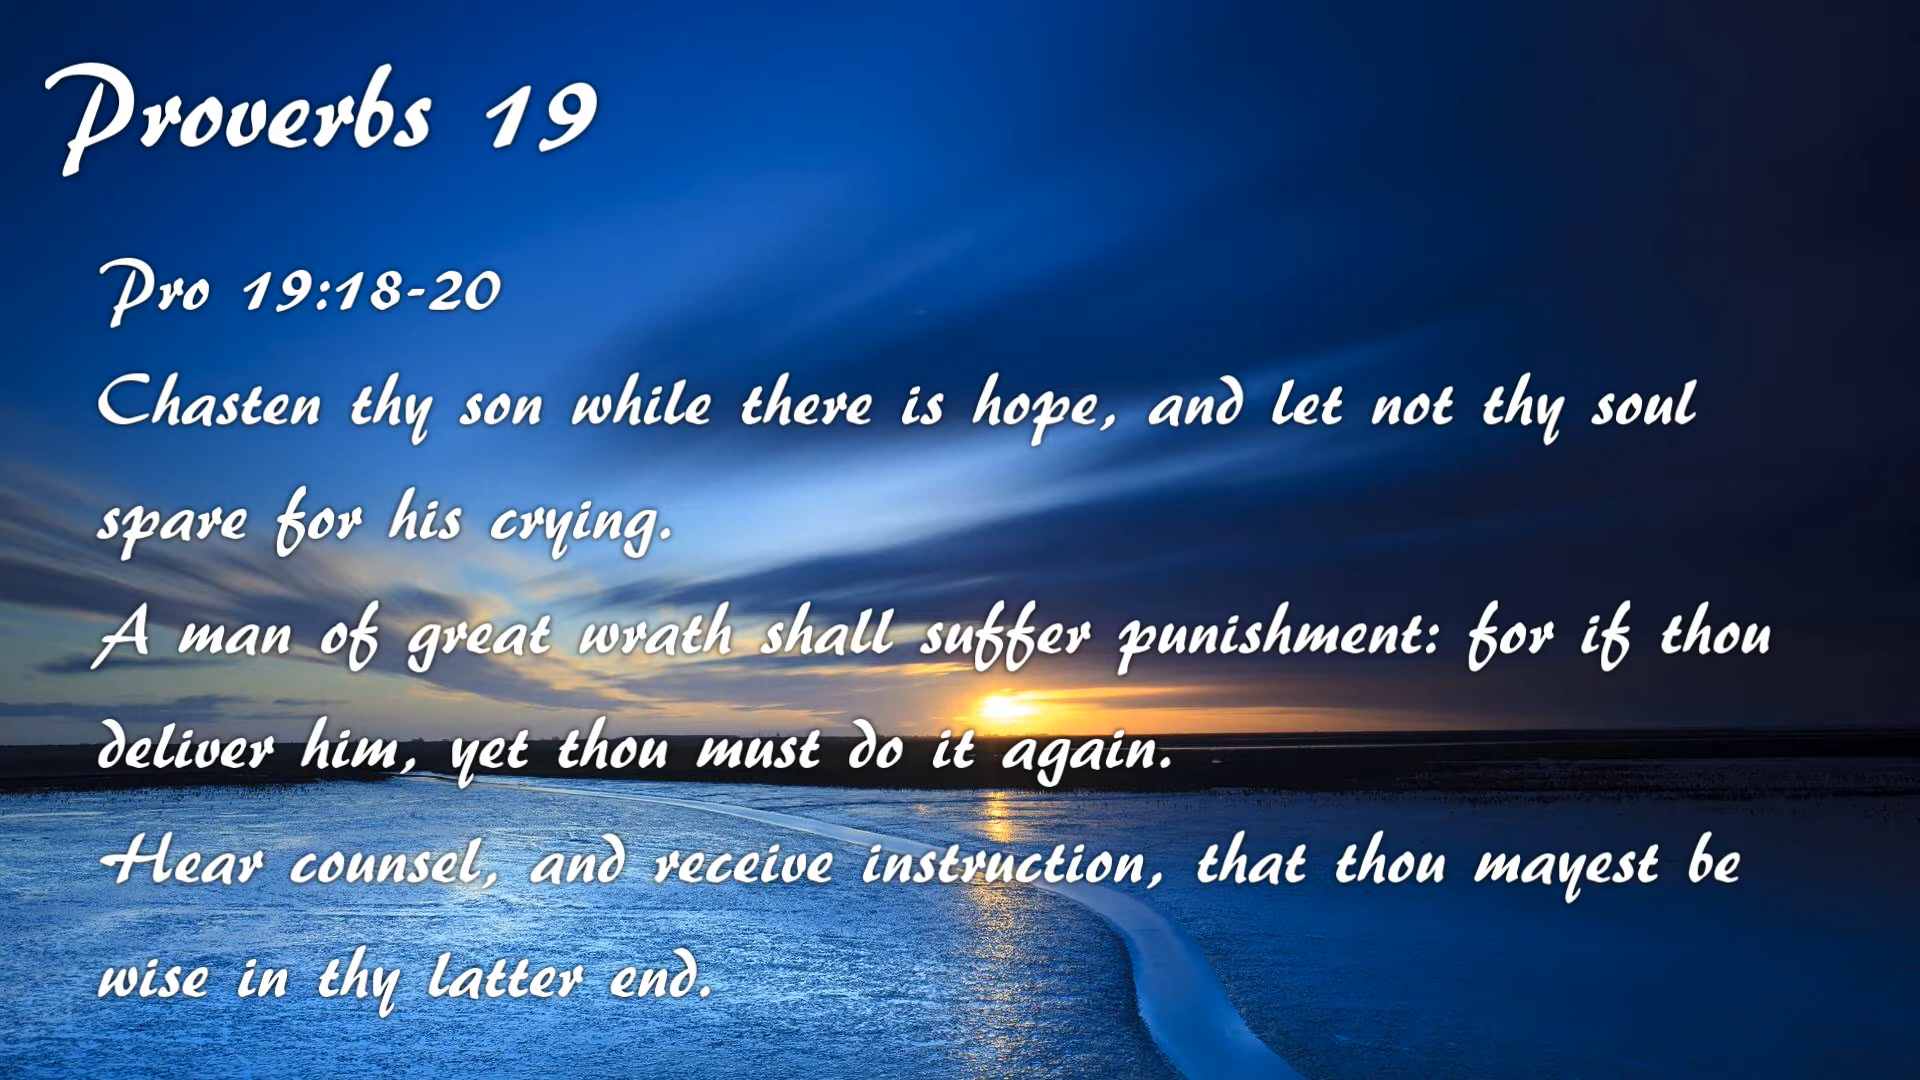 Proverbs 19
Pro 19:18-20
Chasten thy son while there is hope, and let not thy soul
spare for his crying.
A man of great wrath shall suffer punishment: for if thou
deliver him, yet thou must do it again.
Hear counsel, and receive instruction, that thou mayest be
wise in thy latter end.